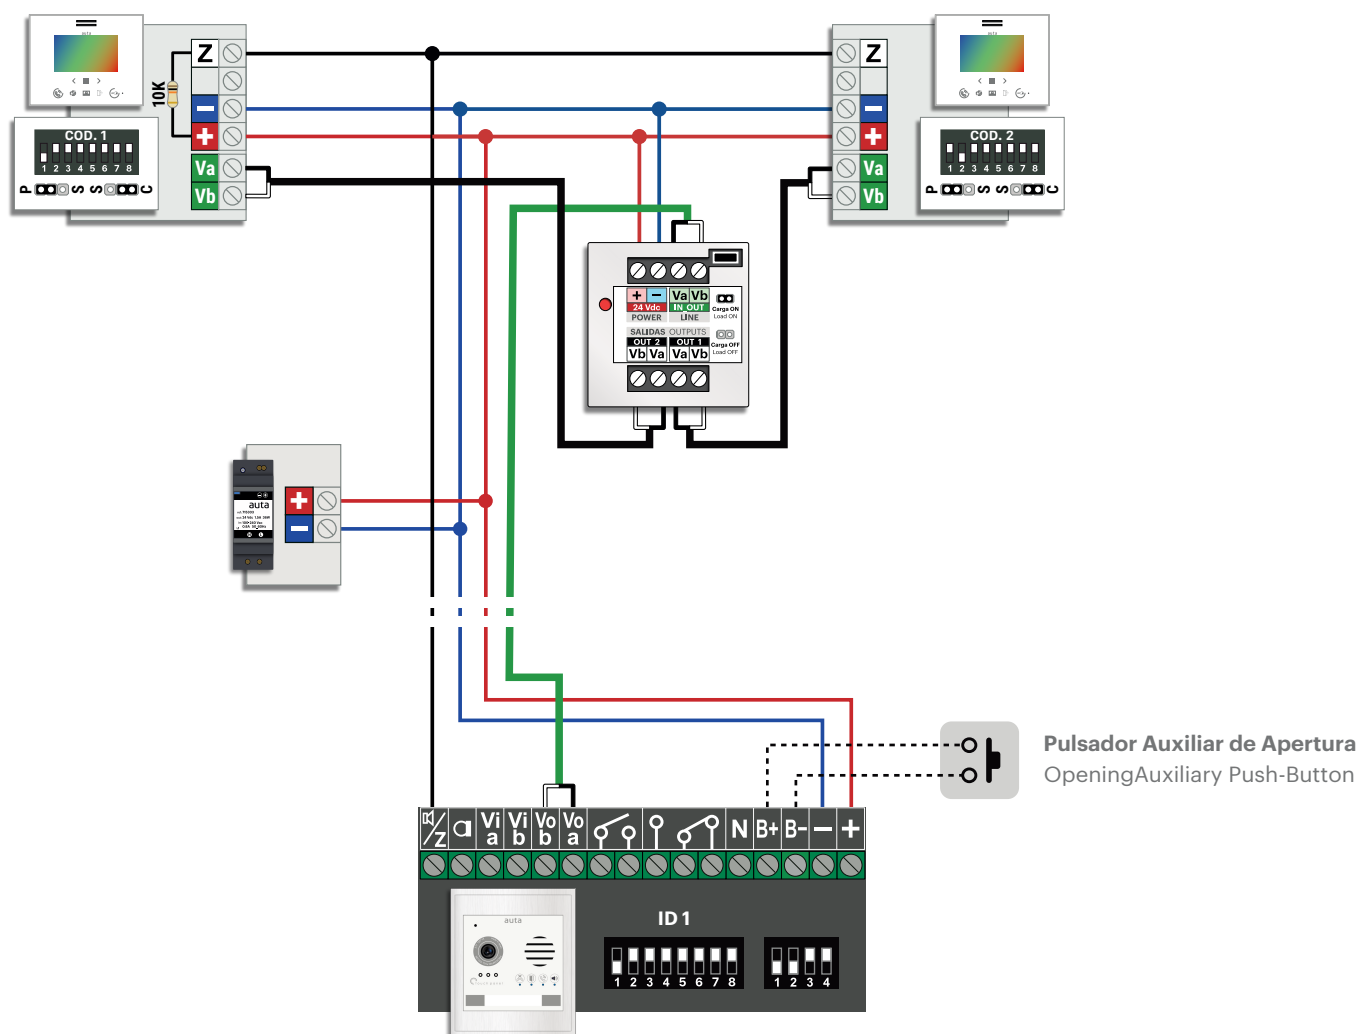 auta
auta
Z
Z
10K
COD. 1
1 2 3 4 5 6 7 8
P S S C
Va
Vb
COD. 2
1 2 3 4 5 6 7 8
P S S C
Va
Vb
+ − Va Vb
24 Vdc IN_OUT
POWER LINE
Carga ON
Load ON
SALIDAS OUTPUTS
OUT 2 OUT 1
Vb Va Va Vb
Carga OFF
Load OFF
+
−
auta
Pulsador Auxiliar de Apertura
OpeningAuxiliary Push-Button
/Z Vi a Vi b Vo b Vo a N B+ B− − +
auta
ID 1
1 2 3 4 5 6 7 8
1 2 3 4